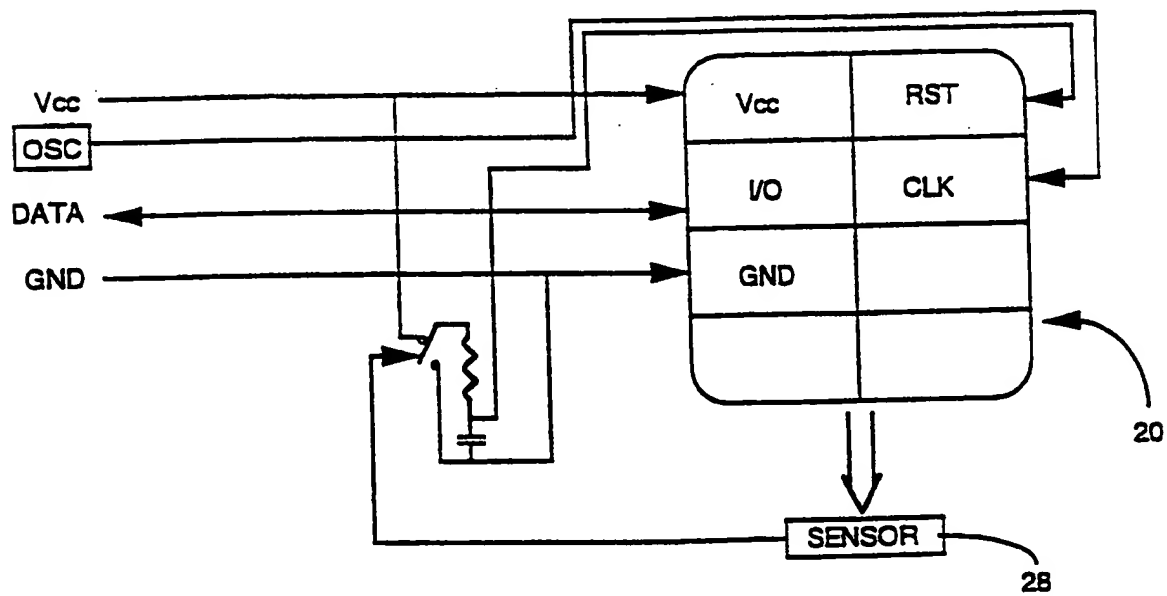 Vcc
OSC
DATA
GND
Vcc
RST
I/O
CLK
GND
20
SENSOR
28